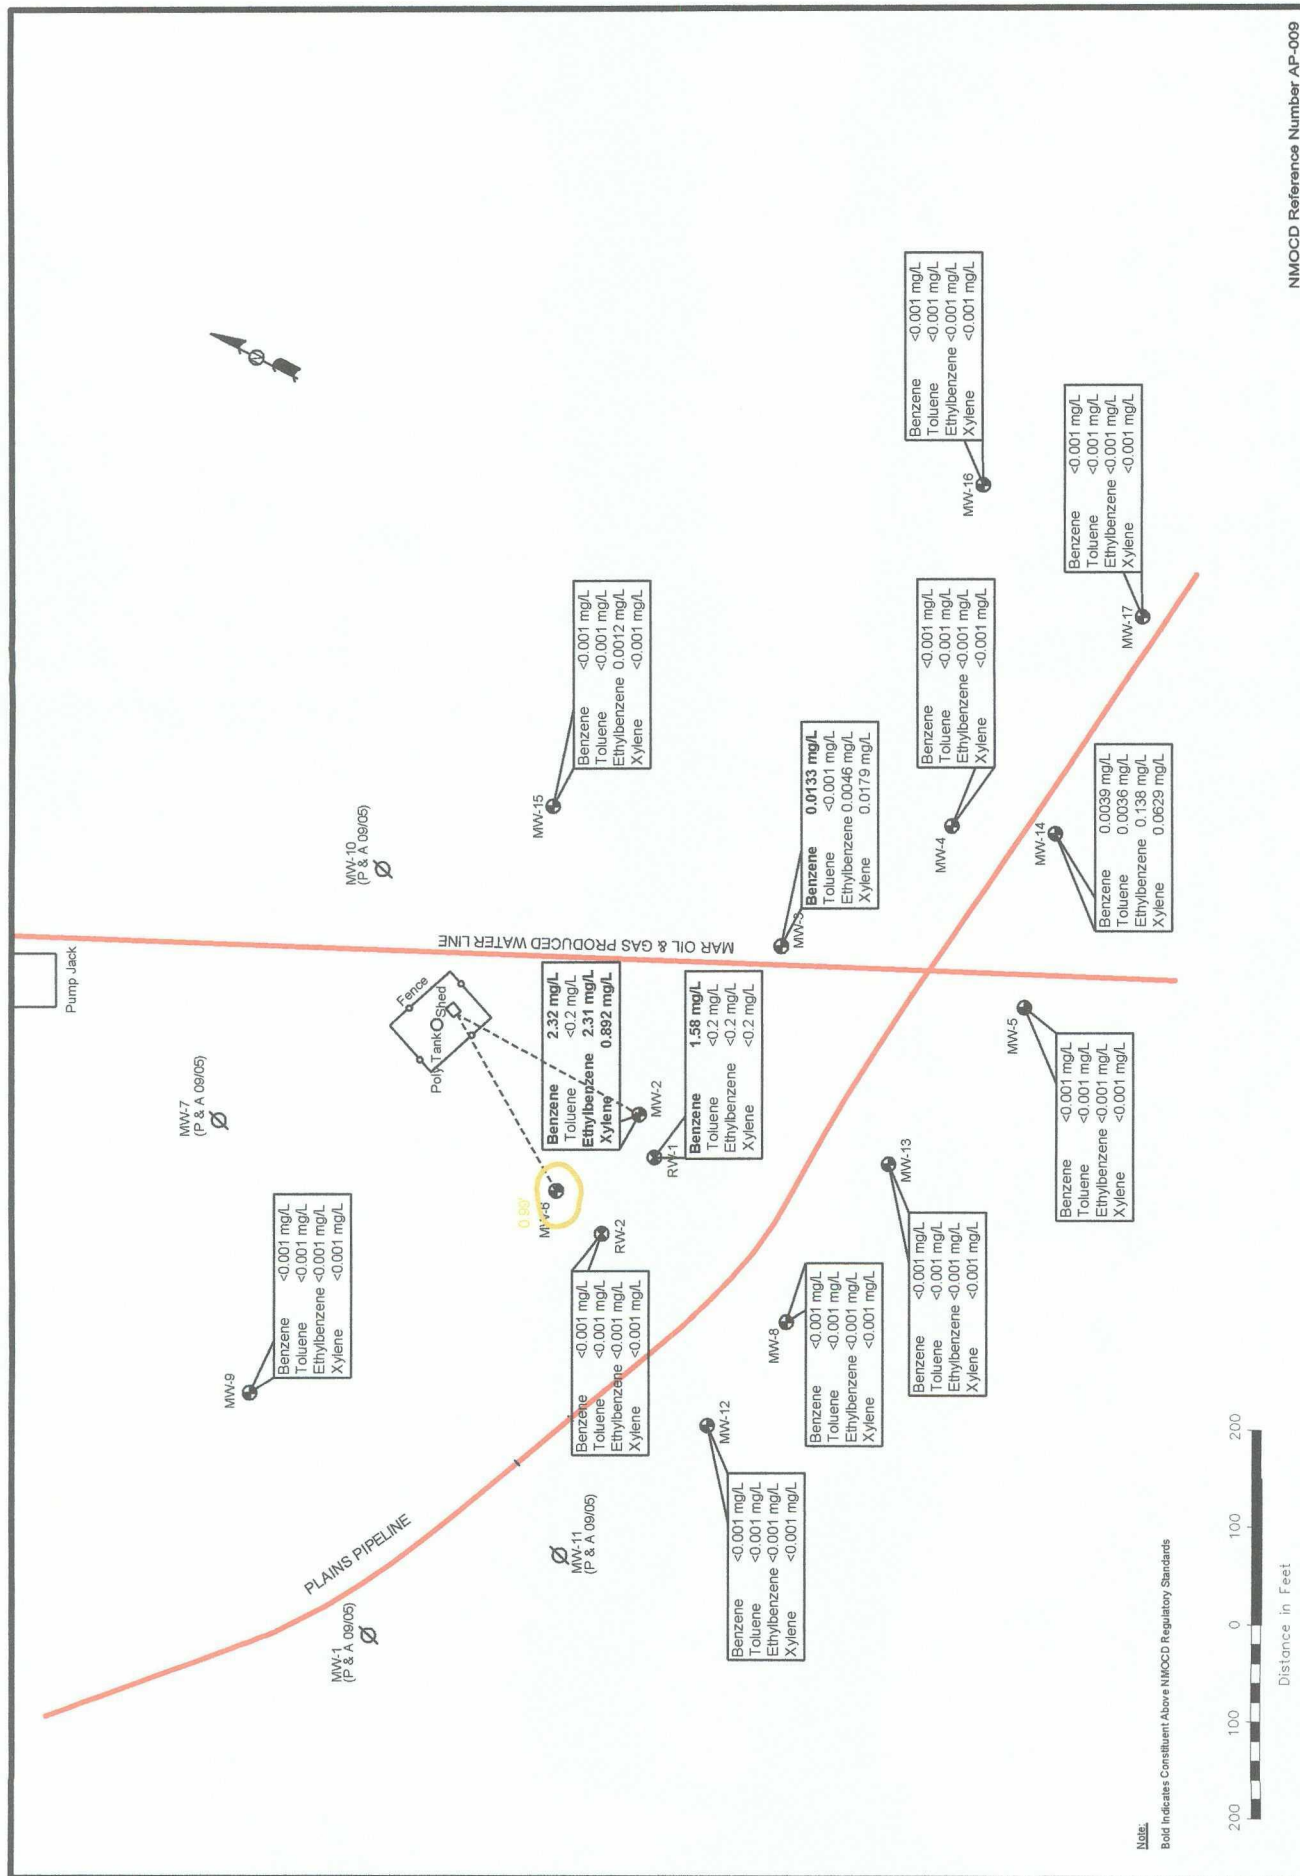 Pump Jack
MW-7
(P & A 09/05)
MW-10
(P & A 09/05)
MW-9
Benzene <0.001 mg/L
Toluene <0.001 mg/L
Ethylbenzene <0.001 mg/L
Xylene <0.001 mg/L
N
MW-1
(P & A 09/05)
PLAINS PIPELINE
Fence
Poly Tank
Shed
MAR OIL & GAS PRODUCED WATER LINE
MW-11
(P & A 09/05)
0.99'
MW-6
Benzene 2.32 mg/L
Toluene <0.2 mg/L
Ethylbenzene 2.31 mg/L
Xylene 0.892 mg/L
MW-2
MW-15
Benzene <0.001 mg/L
Toluene <0.001 mg/L
Ethylbenzene 0.0012 mg/L
Xylene <0.001 mg/L
RW-2
Benzene <0.001 mg/L
Toluene <0.001 mg/L
Ethylbenzene <0.001 mg/L
Xylene <0.001 mg/L
RW-1
Benzene 1.58 mg/L
Toluene <0.2 mg/L
Ethylbenzene <0.2 mg/L
Xylene <0.2 mg/L
MW-12
Benzene <0.001 mg/L
Toluene <0.001 mg/L
Ethylbenzene <0.001 mg/L
Xylene <0.001 mg/L
MW-8
Benzene <0.001 mg/L
Toluene <0.001 mg/L
Ethylbenzene <0.001 mg/L
Xylene <0.001 mg/L
MW-3
Benzene 0.0133 mg/L
Toluene <0.001 mg/L
Ethylbenzene 0.0046 mg/L
Xylene 0.0179 mg/L
MW-13
Benzene <0.001 mg/L
Toluene <0.001 mg/L
Ethylbenzene <0.001 mg/L
Xylene <0.001 mg/L
MW-4
Benzene <0.001 mg/L
Toluene <0.001 mg/L
Ethylbenzene <0.001 mg/L
Xylene <0.001 mg/L
MW-16
Benzene <0.001 mg/L
Toluene <0.001 mg/L
Ethylbenzene <0.001 mg/L
Xylene <0.001 mg/L
MW-5
Benzene <0.001 mg/L
Toluene <0.001 mg/L
Ethylbenzene <0.001 mg/L
Xylene <0.001 mg/L
MW-14
Benzene 0.0039 mg/L
Toluene 0.0036 mg/L
Ethylbenzene 0.138 mg/L
Xylene 0.0629 mg/L
MW-17
Benzene <0.001 mg/L
Toluene <0.001 mg/L
Ethylbenzene <0.001 mg/L
Xylene <0.001 mg/L
Note:
Bold Indicates Constituent Above NMOCD Regulatory Standards
200 100 0 100 200
Distance in Feet
NMOCD Reference Number AP-009